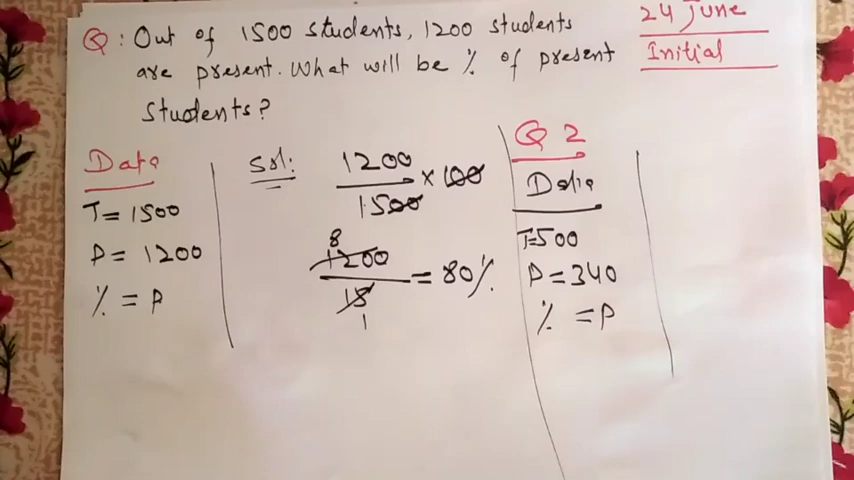 Q: Out of 1500 students, 1200 students
are present. What will be % of present
students?
24 June
Initial
Data
T= 1500
P= 1200
% = P
Sol:
1200
1500
× 100
8
1200
15
1
= 80%
Q 2
T=500
P=340
% =P